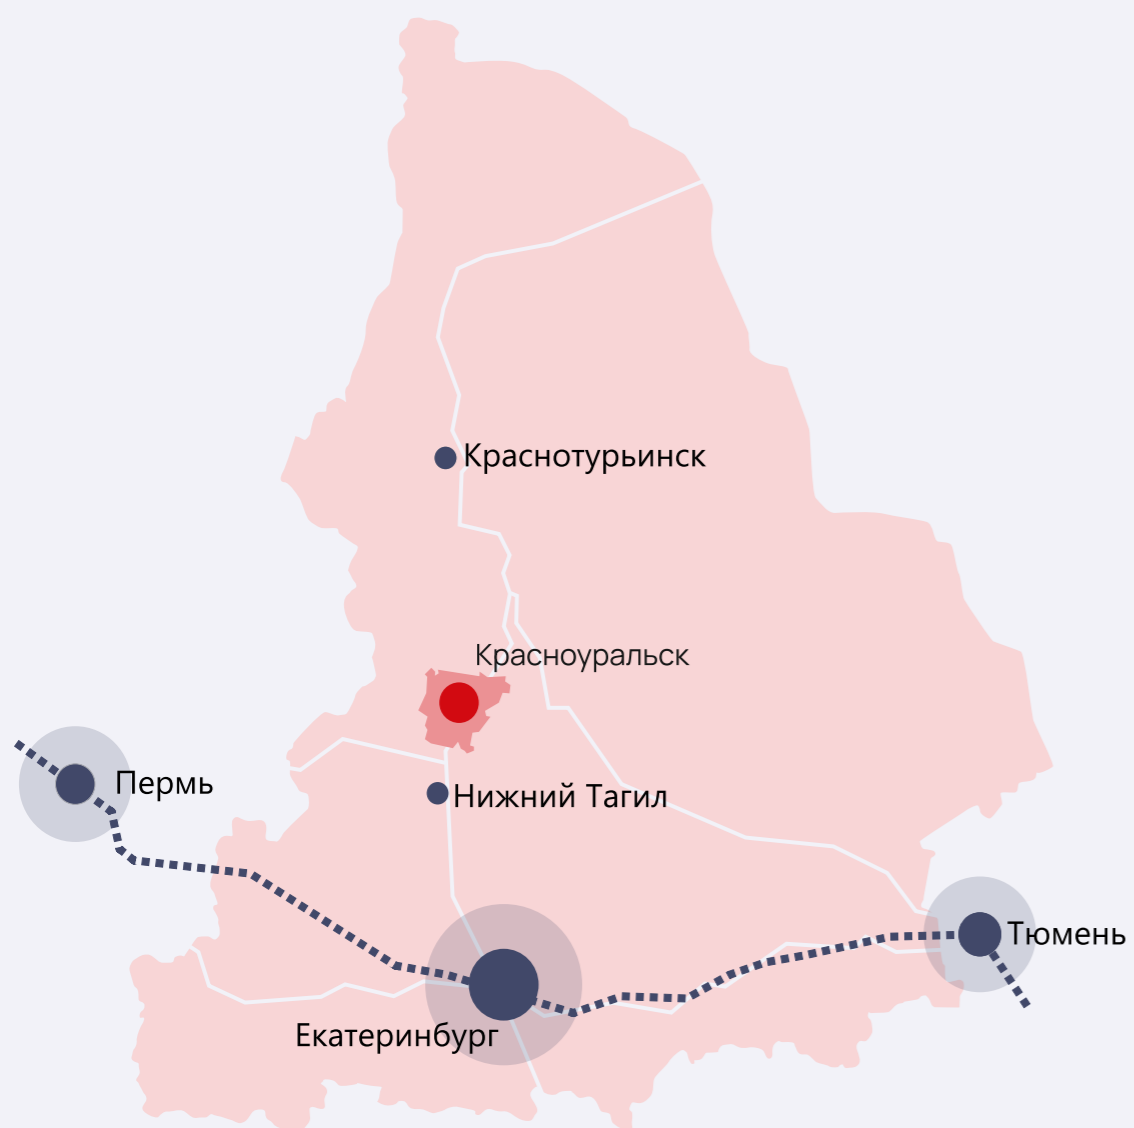 Краснотурьинск
Красноуральск
Пермь
Нижний Тагил
Тюмень
Екатеринбург